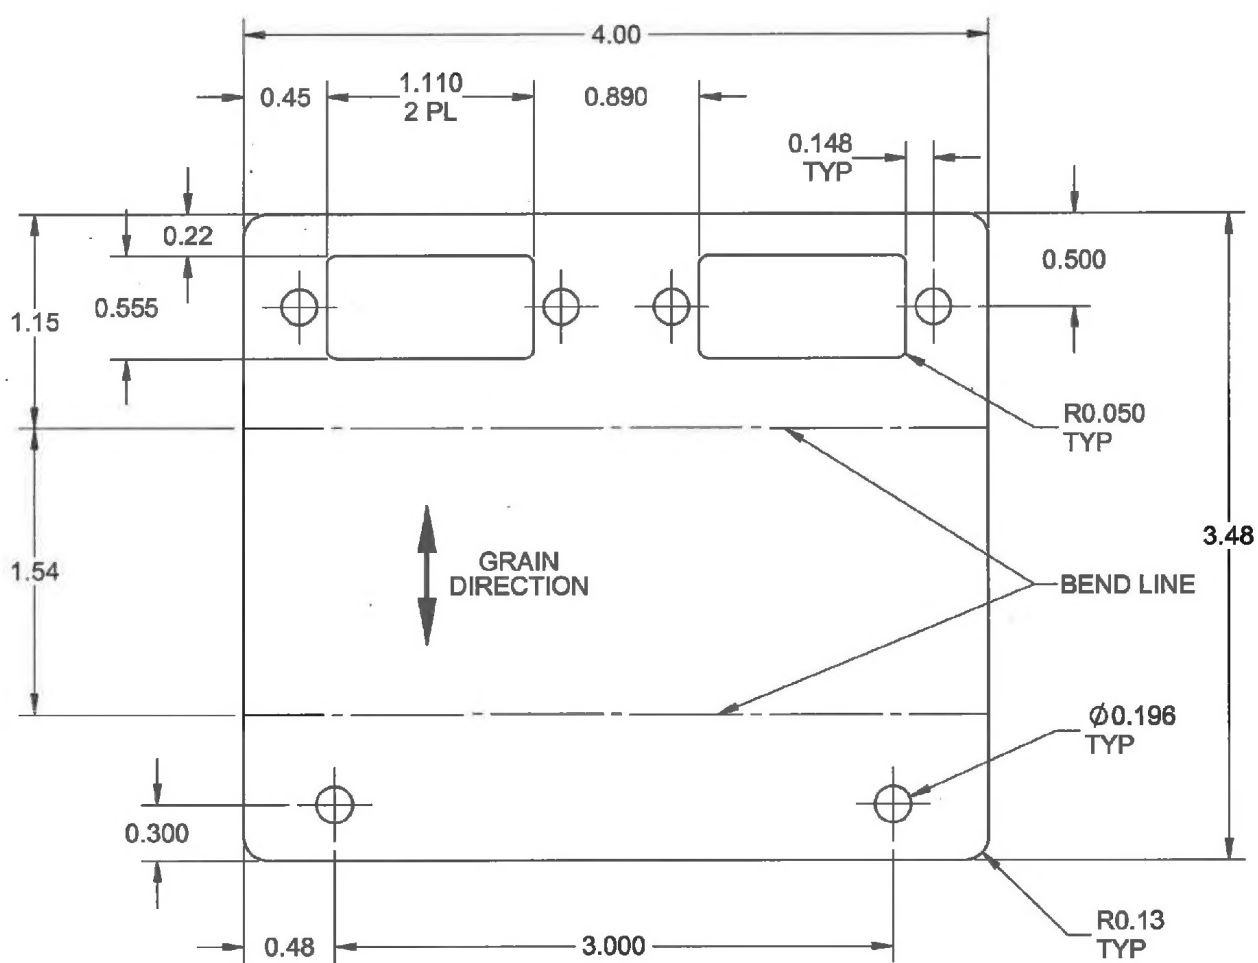 4.00
0.45
1.110
2 PL
0.890
0.148
TYP
0.22
0.500
0.555
1.15
R0.050
TYP
3.48
1.54
GRAIN
DIRECTION
BEND LINE
Ø0.196
TYP
0.300
R0.13
TYP
0.48
3.000